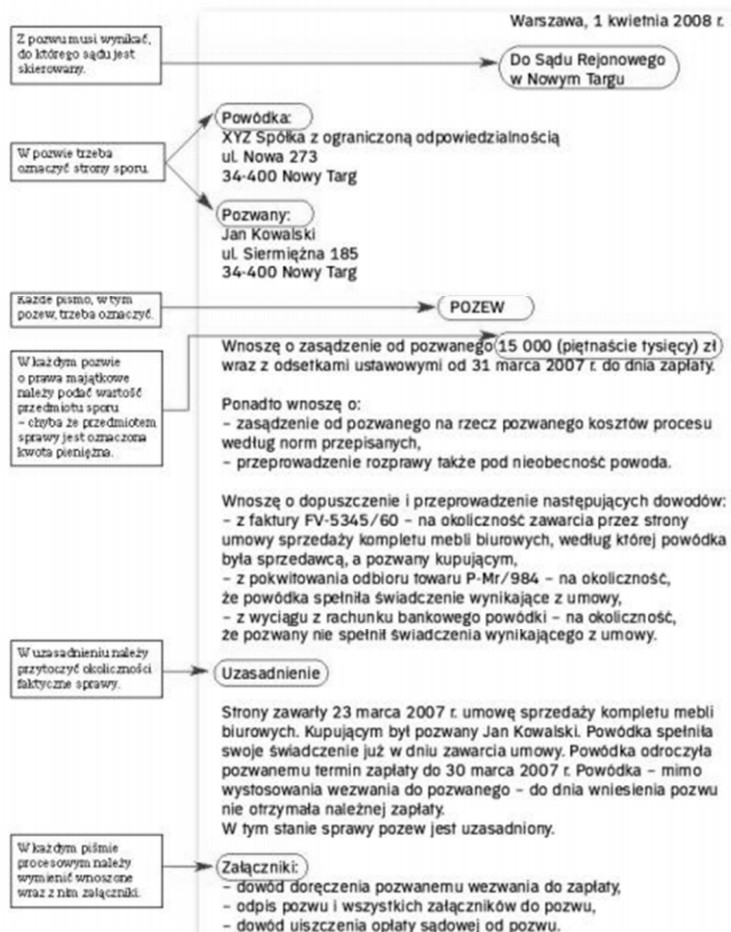 Warszawa, 1 kwietnia 2008 r.
Z pozwu musi wynikać,
do którego sądu jest
skierowany.
Do Sądu Rejonowego
w Nowym Targu
Powódka:
XYZ Spółka z ograniczoną odpowiedzialnością
ul. Nowa 273
34-400 Nowy Targ
W pozwie trzeba
oznaczyć strony sporu.
Pozwany:
Jan Kowalski
ul. Siermiężna 185
34-400 Nowy Targ
Każde pismo, w tym
pozew, trzeba oznaczyć.
POZEW
Wnoszę o zasądzenie od pozwanego 15 000 (piętnaście tysięcy) zł
wraz z odsetkami ustawowymi od 31 marca 2007 r. do dnia zapłaty.
W każdym pozwie
o prawa majątkowe
należy podać wartość
przedmiotu sporu
– chyba że przedmiotem
sprawy jest oznaczona
kwota pieniężna.
Ponadto wnoszę o:
– zasądzenie od pozwanego na rzecz pozwanego kosztów procesu
według norm przepisanych,
– przeprowadzenie rozprawy także pod nieobecność powoda.
Wnoszę o dopuszczenie i przeprowadzenie następujących dowodów:
– z faktury FV-5345/60 – na okoliczność zawarcia przez strony
umowy sprzedaży kompletu mebli biurowych, według której powódka
była sprzedawcą, a pozwany kupującym,
– z pokwitowania odbioru towaru P-Mr/984 – na okoliczność,
że powódka spełniła świadczenie wynikające z umowy,
– z wyciągu z rachunku bankowego powódki – na okoliczność,
że pozwany nie spełnił świadczenia wynikającego z umowy.
W uzasadnieniu należy
przytoczyć okoliczności
faktyczne sprawy.
Uzasadnienie
Strony zawarły 23 marca 2007 r. umowę sprzedaży kompletu mebli
biurowych. Kupującym był pozwany Jan Kowalski. Powódka spełniła
swoje świadczenie już w dniu zawarcia umowy. Powódka odroczyła
pozwanemu termin zapłaty do 30 marca 2007 r. Powódka – mimo
wystosowania wezwania do pozwanego – do dnia wniesienia pozwu
nie otrzymała należnej zapłaty.
W tym stanie sprawy pozew jest uzasadniony.
W każdym piśmie
procesowym należy
wymienić wnoszone
wraz z nim załączniki.
Załączniki:
– dowód doręczenia pozwanemu wezwania do zapłaty,
– odpis pozwu i wszystkich załączników do pozwu,
– dowód uiszczenia opłaty sądowej od pozwu.